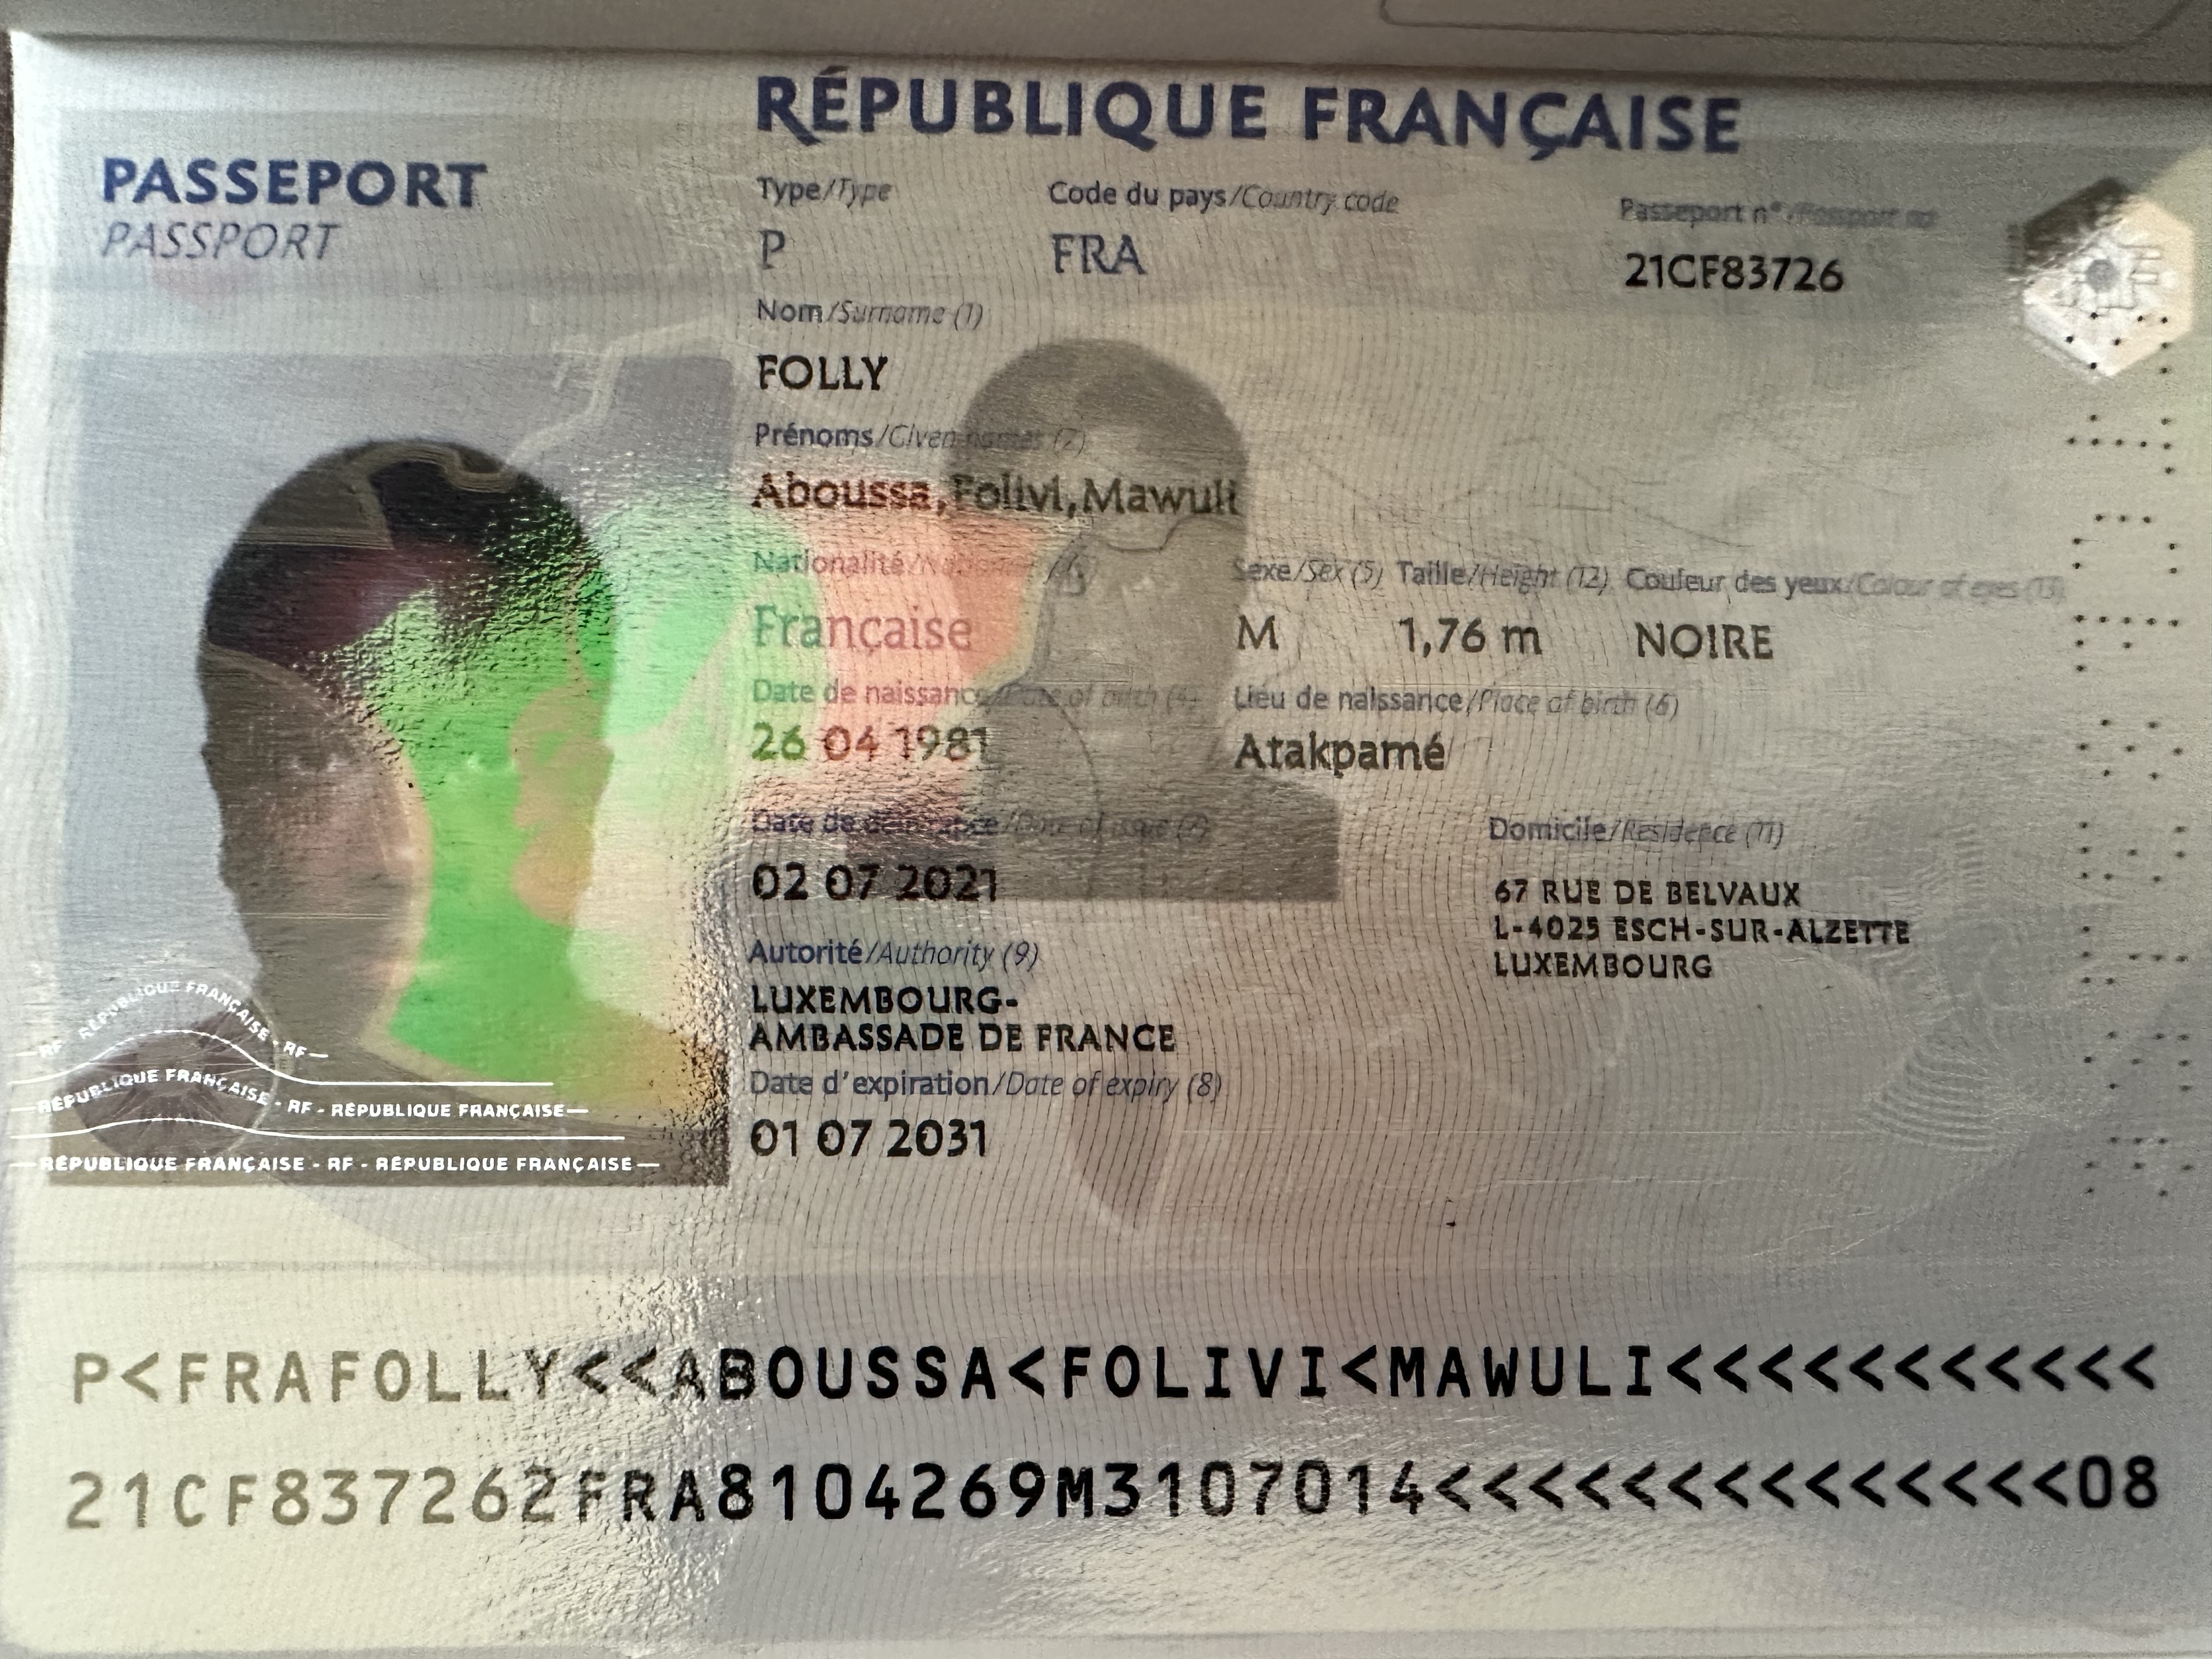 RÉPUBLIQUE FRANÇAISE
PASSEPORT
PASSPORT
Type/Type
Code du pays/Country code
Passeport n°/Passport no
P
FRA
21CF83726
Nom/Surname (1)
FOLLY
Prénoms/Given names (2)
Aboussa,Folivi,Mawuli
Nationalité/
Sexe/Sex (5) Taille/Height (12) Couleur des yeux/Colour of eyes (13)
Française
M
1,76 m
NOIRE
Date de naissance/Date of birth (4)
Lieu de naissance/Place of birth (6)
26 04 1981
Atakpamé
Date de délivrance/Date of issue (7)
Domicile/Residence (11)
02 07 2021
67 RUE DE BELVAUX
L-4025 ESCH-SUR-ALZETTE
LUXEMBOURG
Autorité/Authority (9)
LUXEMBOURG-
AMBASSADE DE FRANCE
Date d'expiration/Date of expiry (8)
01 07 2031
RF - RÉPUBLIQUE FRANÇAISE - RF
RÉPUBLIQUE FRANÇAISE - RF - RÉPUBLIQUE FRANÇAISE
RÉPUBLIQUE FRANÇAISE - RF - RÉPUBLIQUE FRANÇAISE
P<FRAFOLLY<<ABOUSSA<FOLIVI<MAWULI<<<<<<<<<<<
21CF837262FRA8104269M3107014<<<<<<<<<<<<<<08